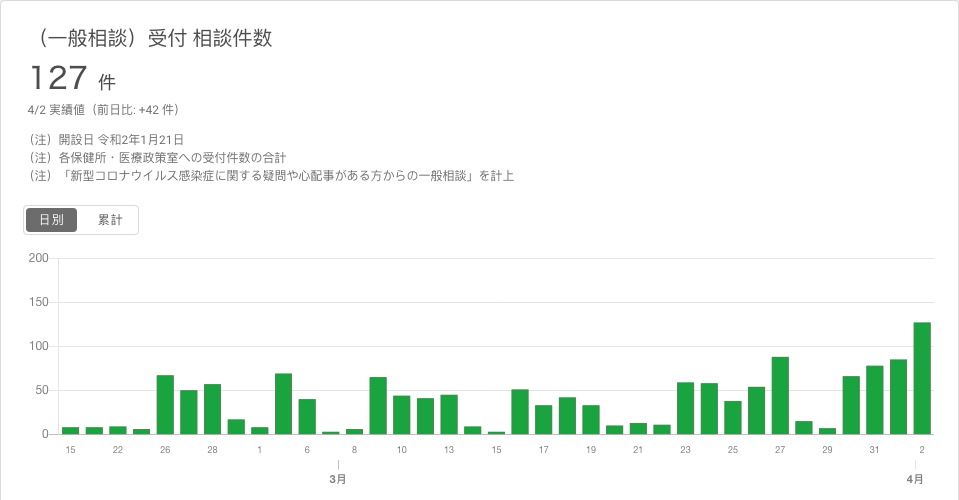 （一般相談）受付 相談件数
127 件
4/2 実績値（前日比: +42 件）
（注）開設日 令和2年1月21日
（注）各保健所・医療政策室への受付件数の合計
（注）「新型コロナウイルス感染症に関する疑問や心配事がある方からの一般相談」を計上
日別 累計
200
150
100
50
0
15 22 26 28 1 6 8 10 13 15 17 19 21 23 25 27 29 31 2
3月 4月